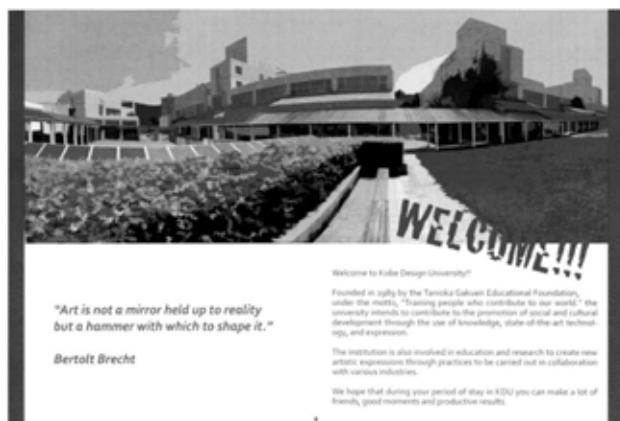 WELCOME!!!
"Art is not a mirror held up to reality
but a hammer with which to shape it."
Bertolt Brecht
Welcome to Kobe Design University!!
Founded in 1989 by the Tanioka Gakuen Educational Foundation,
under the motto, "Training people who contribute to our world." the
university intends to contribute to the promotion of social and cultural
development through the use of knowledge, state-of-the-art technol-
ogy, and expression.
The institution is also involved in education and research to create new
artistic expressions through practices to be carried out in collaboration
with various industries.
We hope that during your period of stay in KDU you can make a lot of
friends, good moments and productive results.